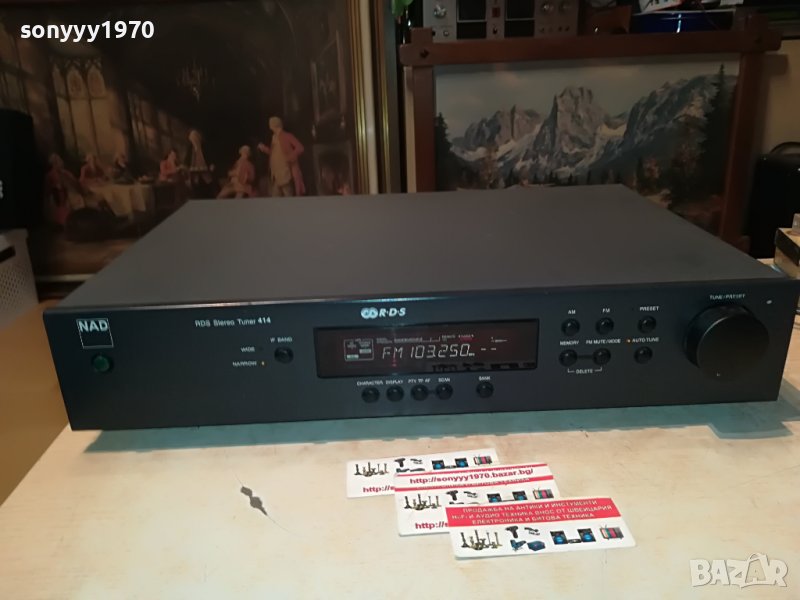 sonyyy1970
NAD
RDS Stereo Tuner 414
R·D·S
TUNE/PRESET
AM
FM
PRESET
IF BAND
WIDE
NARROW
FM 103.250
MEMORY
FM MUTE/MODE
AUTO-TUNE
DELETE
CHARACTER
DISPLAY
PTY TP AF
SCAN
BANK
http://sonyyy1970.bazar.bg/
ПРОДАЖБА НА АНТИКИ И ИНСТУМЕНТИ
Hi-Fi И АУДИО ТЕХНИКА ВНОС ОТ ШВЕЙЦАРИЯ
ЕЛЕКТРОНИКА И БИТОВА ТЕХНИКА
BAZAR